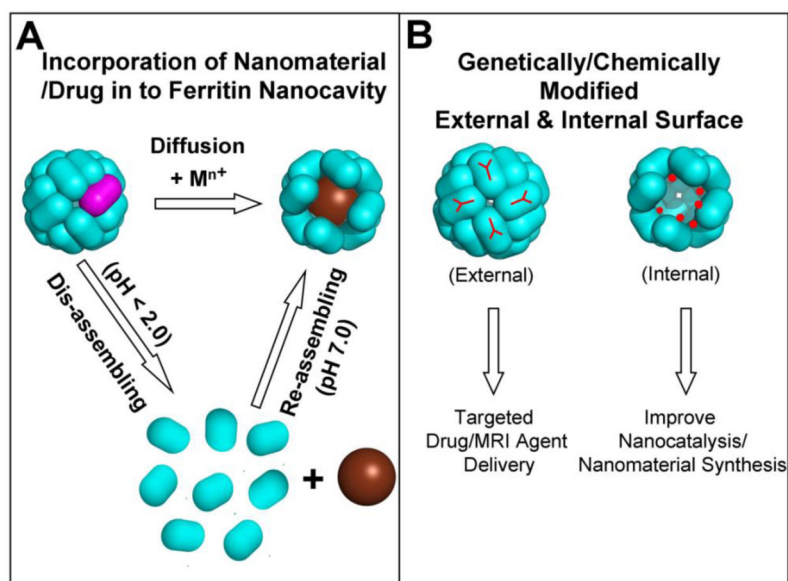 A
Incorporation of Nanomaterial
/Drug in to Ferritin Nanocavity
Diffusion
+ Mⁿ⁺
Dis-assembling
(pH < 2.0)
Re-assembling
(pH 7.0)
+
B
Genetically/Chemically
Modified
External & Internal Surface
(External)
(Internal)
Targeted
Drug/MRI Agent
Delivery
Improve
Nanocatalysis/
Nanomaterial Synthesis